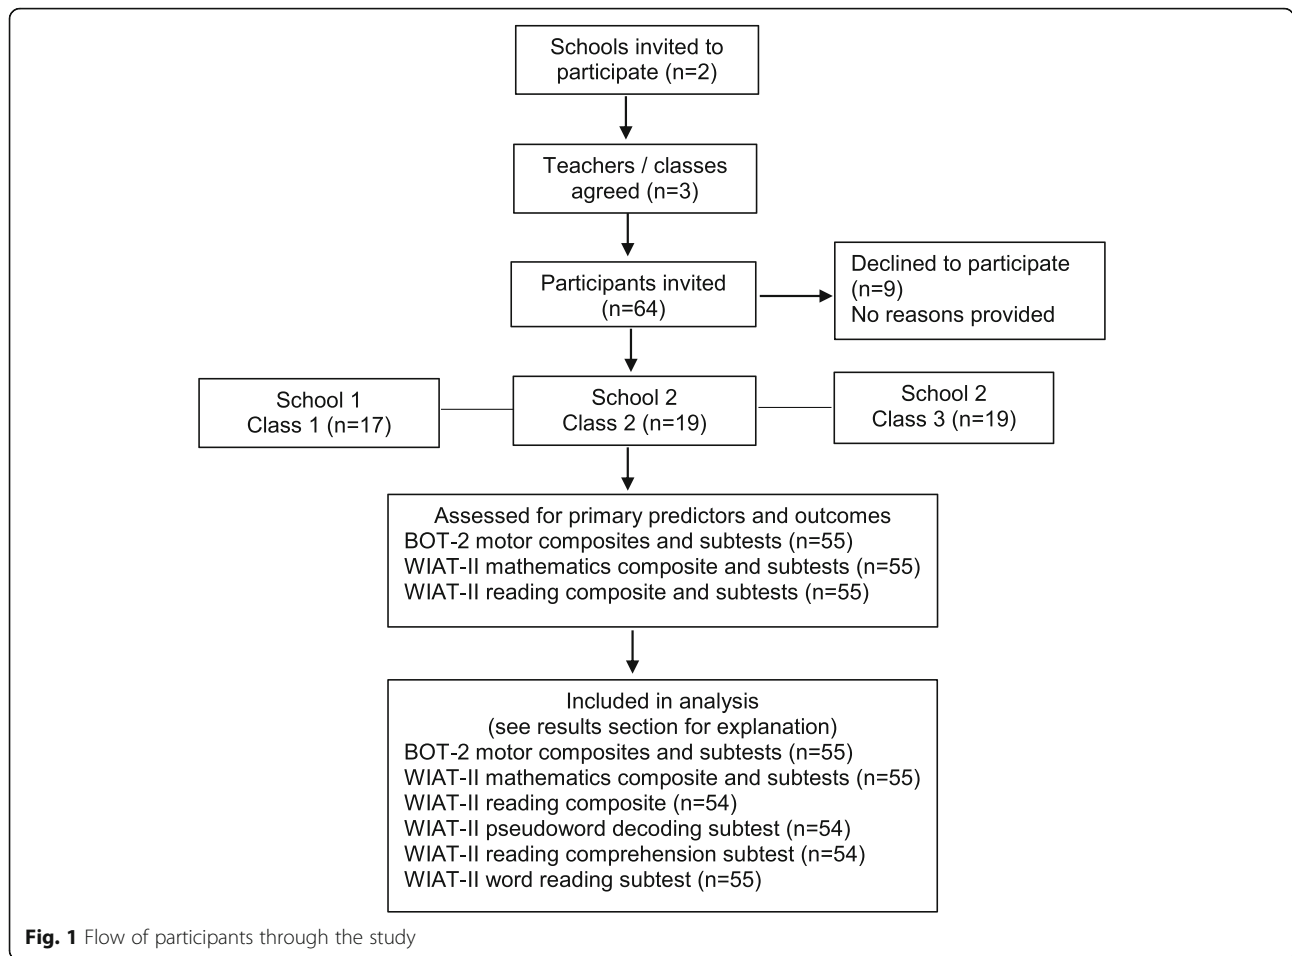 Schools invited to
participate (n=2)
Teachers / classes
agreed (n=3)
Participants invited
(n=64)
Declined to participate
(n=9)
No reasons provided
School 1
Class 1 (n=17)
School 2
Class 2 (n=19)
School 2
Class 3 (n=19)
Assessed for primary predictors and outcomes
BOT-2 motor composites and subtests (n=55)
WIAT-II mathematics composite and subtests (n=55)
WIAT-II reading composite and subtests (n=55)
Included in analysis
(see results section for explanation)
BOT-2 motor composites and subtests (n=55)
WIAT-II mathematics composite and subtests (n=55)
WIAT-II reading composite (n=54)
WIAT-II pseudoword decoding subtest (n=54)
WIAT-II reading comprehension subtest (n=54)
WIAT-II word reading subtest (n=55)
Fig. 1 Flow of participants through the study